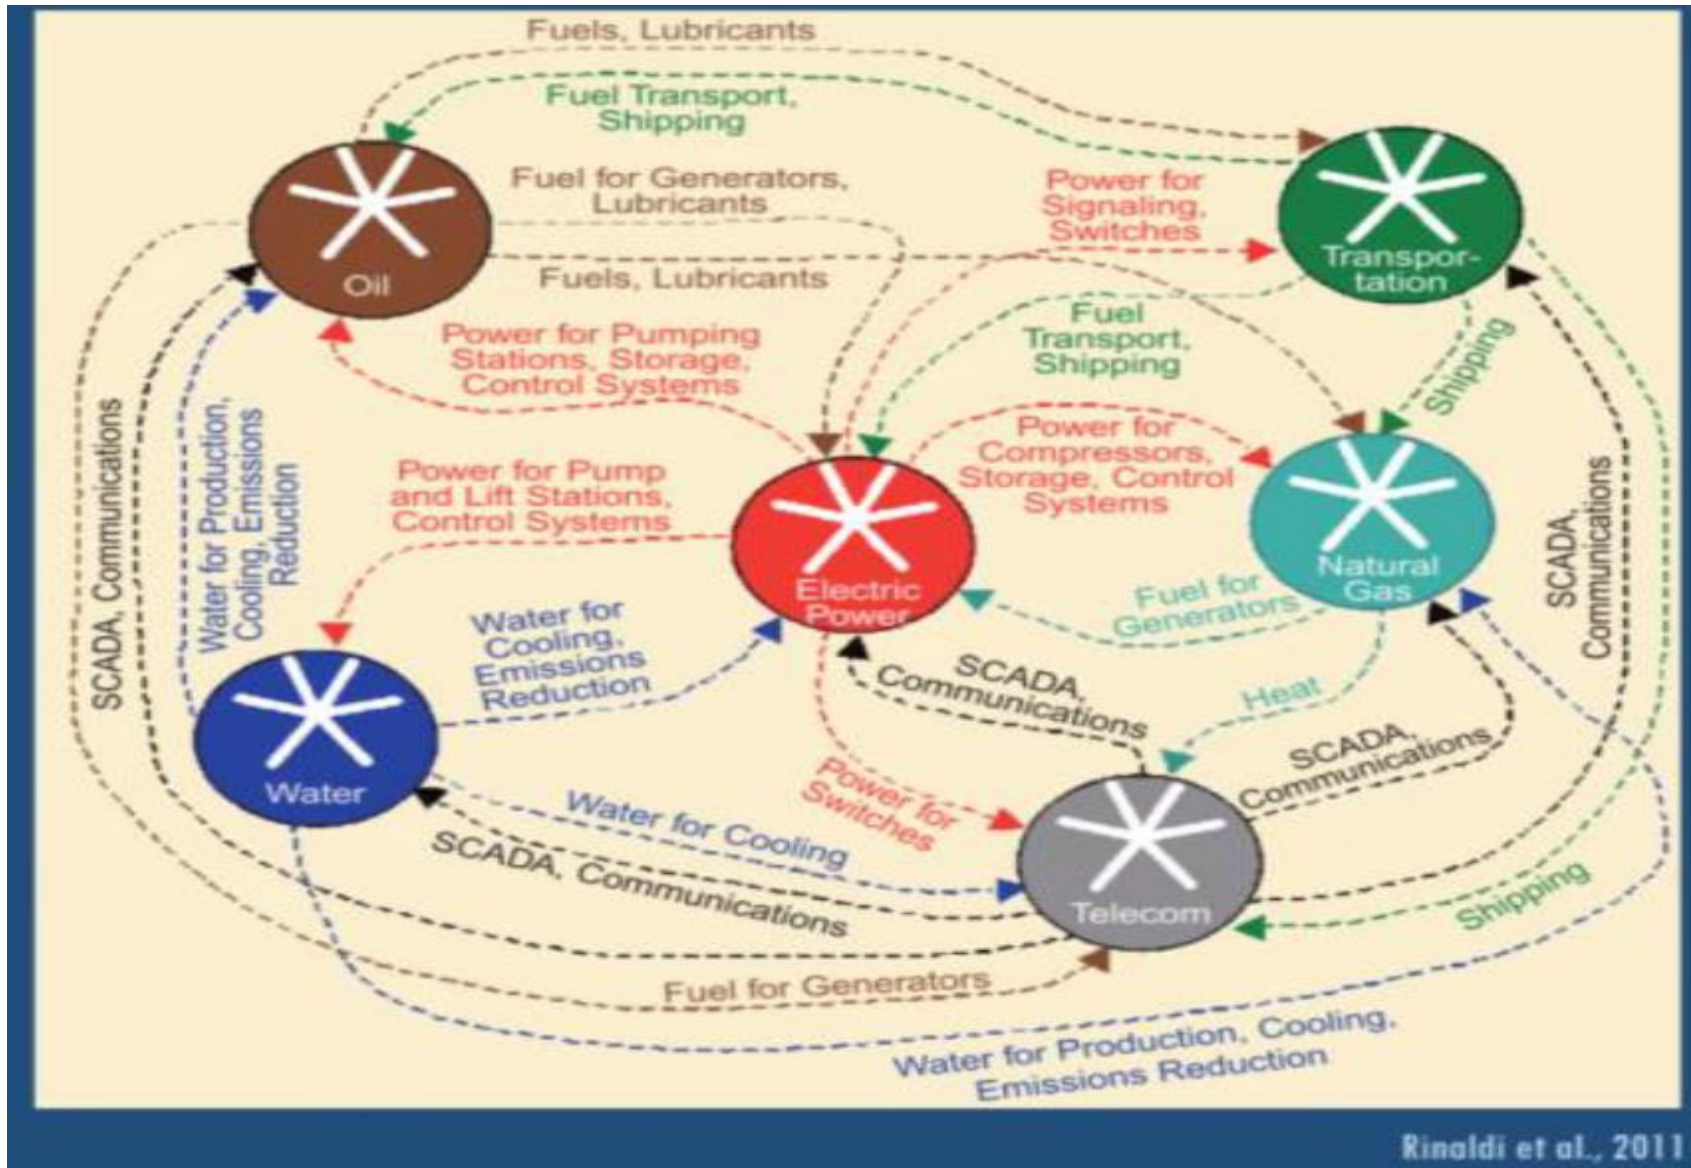 Fuels, Lubricants
Fuel Transport,
Shipping
Fuel for Generators,
Lubricants
Power for
Signaling,
Switches
Transpor-
tation
Oil
Fuels, Lubricants
Fuel
Transport,
Shipping
Shipping
Power for Pumping
Stations, Storage,
Control Systems
SCADA, Communications
Water for Production,
Cooling, Emissions
Reduction
Power for Pump
and Lift Stations,
Control Systems
Power for
Compressors,
Storage, Control
Systems
SCADA,
Communications
Electric
Power
Natural
Gas
Fuel for
Generators
Water for
Cooling,
Emissions
Reduction
SCADA,
Communications
Heat
SCADA,
Communications
Water
Power for
Switches
Water for Cooling
SCADA, Communications
Telecom
Shipping
Fuel for Generators
Water for Production, Cooling,
Emissions Reduction
Rinaldi et al., 2011